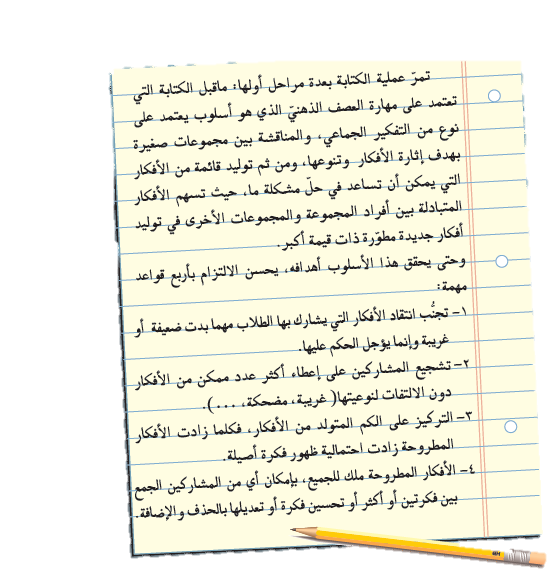 تمرّ عملية الكتابة بعدة مراحل أولها: ماقبل الكتابة التي
تعتمد على مهارة العصف الذهنيّ الذي هو أسلوب يعتمد على
نوع من التفكير الجماعي، والمناقشة بين مجموعات صغيرة
بهدف إثارة الأفكار وتنوعها، ومن ثم توليد قائمة من الأفكار
التي يمكن أن تساعد في حلّ مشكلة ما، حيث تسهم الأفكار
المتبادلة بين أفراد المجموعة والمجموعات الأخرى في توليد
أفكار جديدة مطوّرة ذات قيمة أكبر.
وحتى يحقق هذا الأسلوب أهدافه، يحسن الالتزام بأربع قواعد
مهمة:
١- تجنُّب انتقاد الأفكار التي يشارك بها الطلاب مهما بدت ضعيفة أو
غريبة وإنما يؤجل الحكم عليها.
٢- تشجيع المشاركين على إعطاء أكثر عدد ممكن من الأفكار
دون الالتفات لنوعيتها( غريبة، مضحكة، ...).
٣- التركيز على الكم المتولد من الأفكار، فكلما زادت الأفكار
المطروحة زادت احتمالية ظهور فكرة أصيلة.
٤- الأفكار المطروحة ملك للجميع، بإمكان أي من المشاركين الجمع
بين فكرتين أو أكثر أو تحسين فكرة أو تعديلها بالحذف والإضافة.